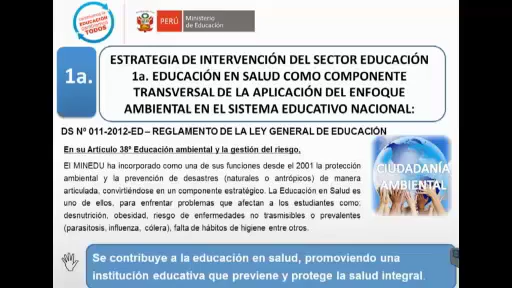 EDUCACIÓN
TODOS
PERÚ
Ministerio
de Educación
1a.
ESTRATEGIA DE INTERVENCIÓN DEL SECTOR EDUCACIÓN
1a. EDUCACIÓN EN SALUD COMO COMPONENTE
TRANSVERSAL DE LA APLICACIÓN DEL ENFOQUE
AMBIENTAL EN EL SISTEMA EDUCATIVO NACIONAL:
DS Nº 011-2012-ED – REGLAMENTO DE LA LEY GENERAL DE EDUCACIÓN
En su Artículo 38º Educación ambiental y la gestión del riesgo,
El MINEDU ha incorporado como una de sus funciones desde el 2001 la protección
ambiental y la prevención de desastres (naturales o antrópicos) de manera
articulada, convirtiéndose en un componente estratégico. La Educación en Salud es
uno de ellos, para enfrentar problemas que afectan a los estudiantes como:
desnutrición, obesidad, riesgo de enfermedades no trasmisibles o prevalentes
(parasitosis, influenza, cólera), falta de hábitos de higiene entre otros.
CIUDADANÍA
AMBIENTAL
Se contribuye a la educación en salud, promoviendo una
institución educativa que previene y protege la salud integral.